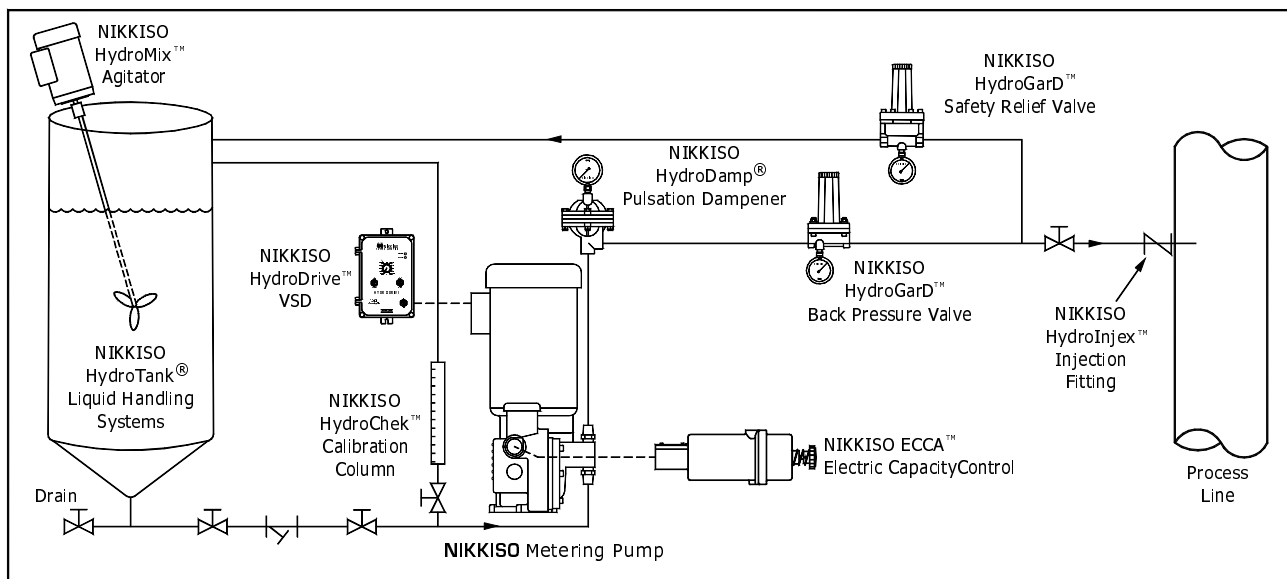 NIKKISO
HydroMix™
Agitator
NIKKISO
HydroGarD™
Safety Relief Valve
NIKKISO
HydroDamp®
Pulsation Dampener
NIKKISO
HydroDrive™
VSD
NIKKISO
HydroGarD™
Back Pressure Valve
NIKKISO
HydroInjex™
Injection
Fitting
NIKKISO
HydroTank®
Liquid Handling
Systems
NIKKISO
HydroChek™
Calibration
Column
NIKKISO ECCA™
Electric CapacityControl
Process
Line
Drain
NIKKISO Metering Pump